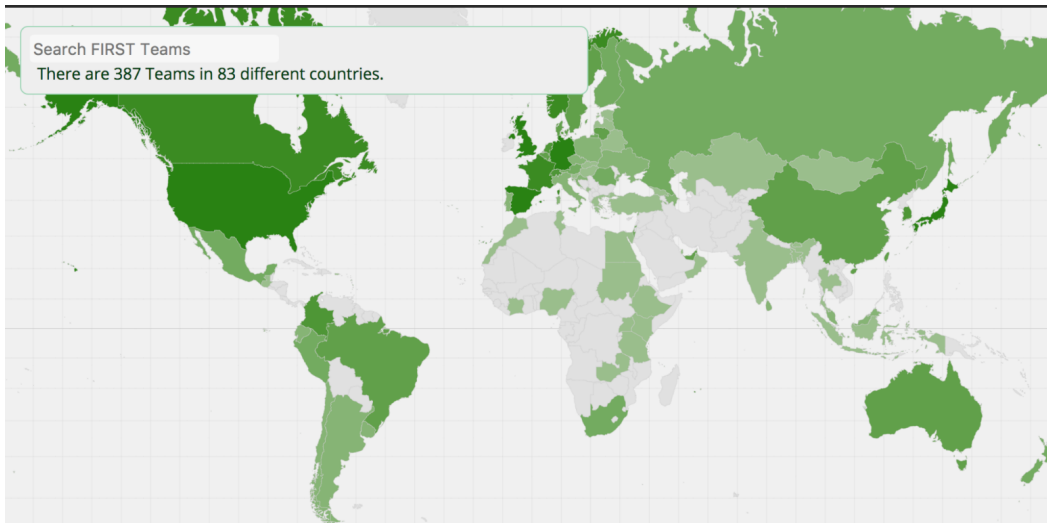 Search FIRST Teams
There are 387 Teams in 83 different countries.